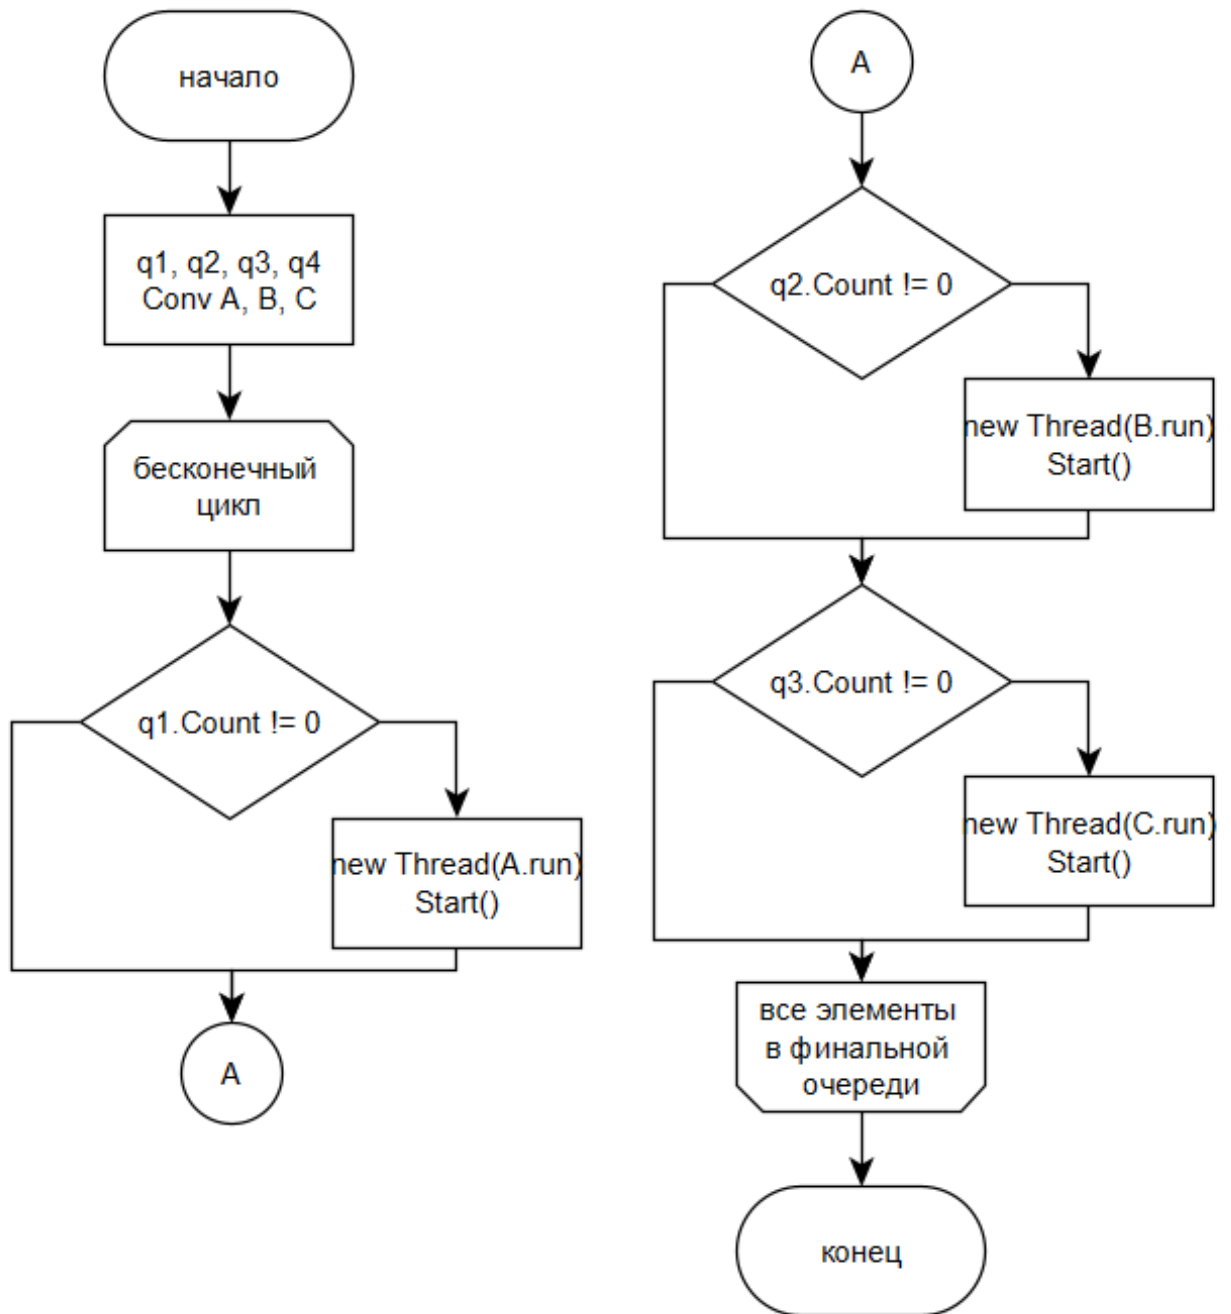 начало
q1, q2, q3, q4
Conv A, B, C
бесконечный
цикл
q1.Count != 0
new Thread(A.run)
Start()
A
A
q2.Count != 0
new Thread(B.run)
Start()
q3.Count != 0
new Thread(C.run)
Start()
все элементы
в финальной
очереди
конец